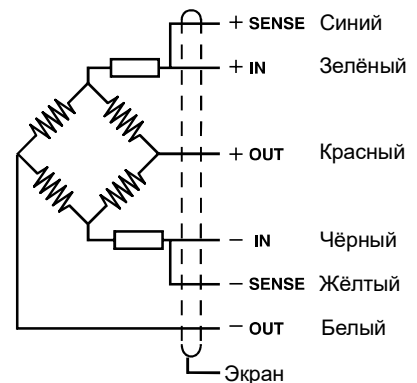 + SENSE Синий
+ IN Зелёный
+ OUT Красный
− IN Чёрный
− SENSE Жёлтый
− OUT Белый
Экран